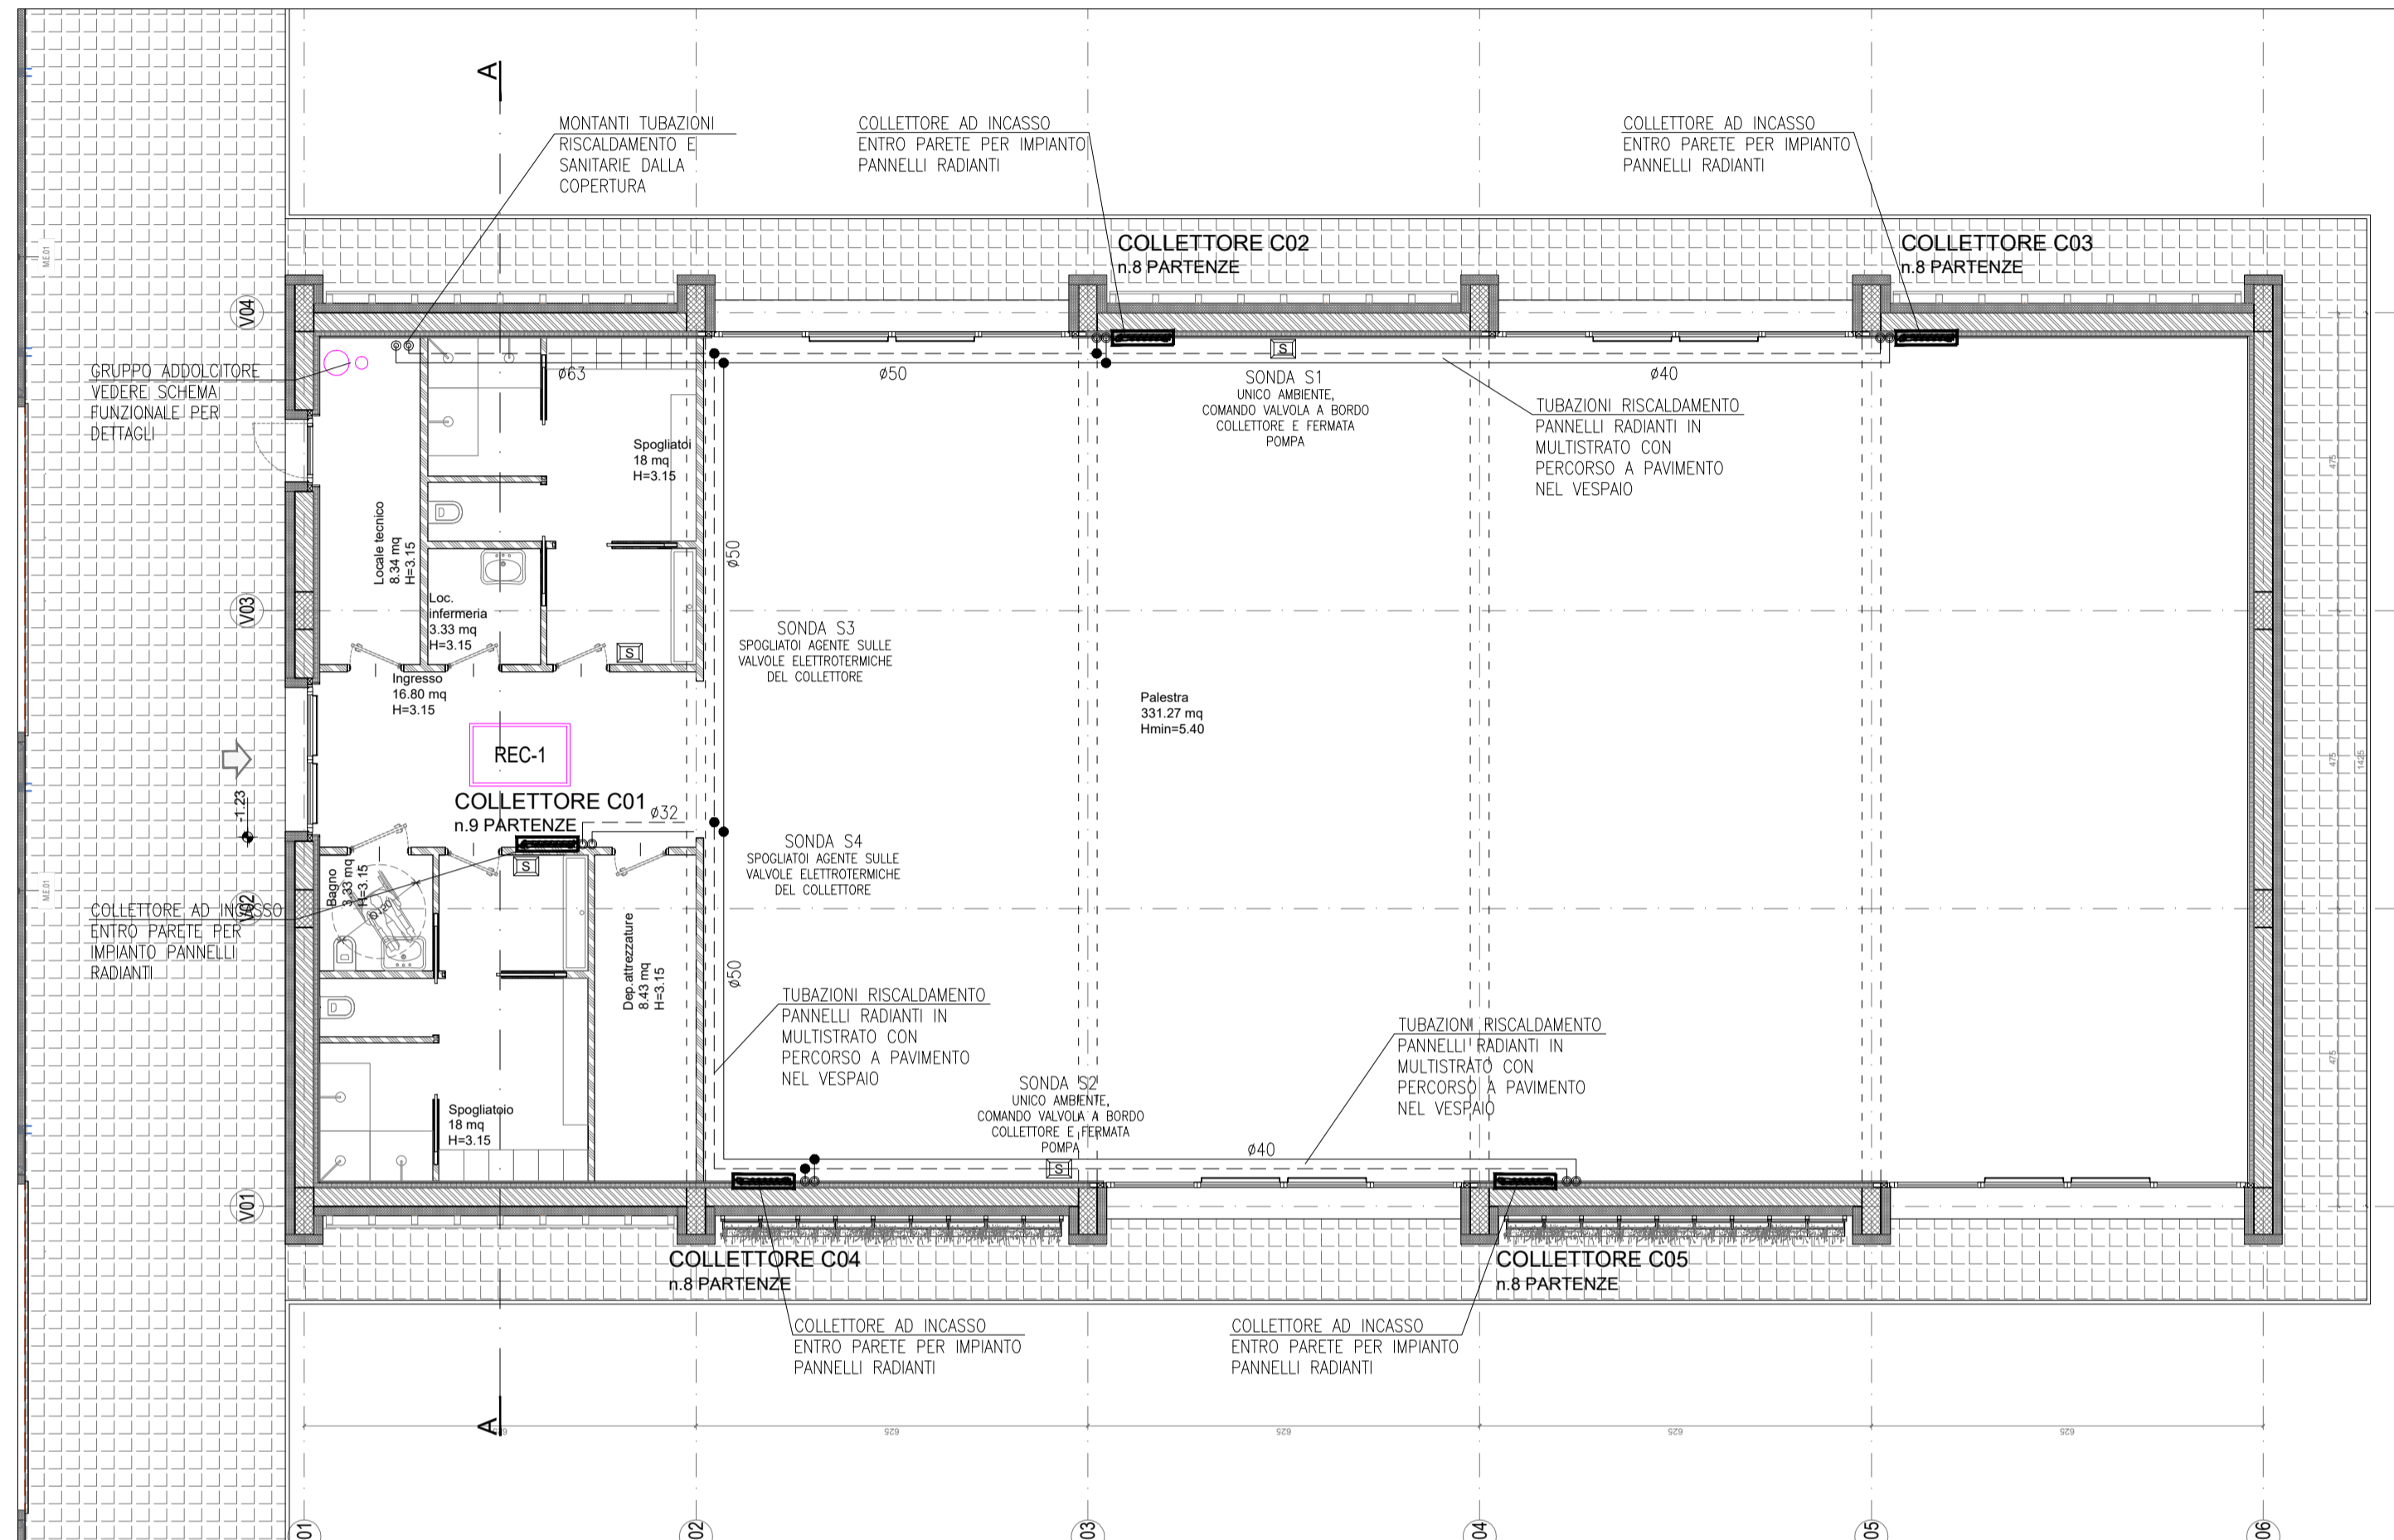 A
MONTANTI TUBAZIONI
RISCALDAMENTO E
SANITARIE DALLA
COPERTURA
COLLETTORE AD INCASSO
ENTRO PARETE PER IMPIANTO
PANNELLI RADIANTI
COLLETTORE AD INCASSO
ENTRO PARETE PER IMPIANTO
PANNELLI RADIANTI
M.E.01
COLLETTORE C02
n.8 PARTENZE
COLLETTORE C03
n.8 PARTENZE
V04
GRUPPO ADDOLCITORE
VEDERE SCHEMA
FUNZIONALE PER
DETTAGLI
ø63
ø50
S
SONDA S1
UNICO AMBIENTE,
COMANDO VALVOLA A BORDO
COLLETTORE E FERMATA
POMPA
ø40
TUBAZIONI RISCALDAMENTO
PANNELLI RADIANTI IN
MULTISTRATO CON
PERCORSO A PAVIMENTO
NEL VESPAIO
Spogliatoi
18 mq
H=3.15
475
Locale tecnico
8.34 mq
H=3.15
ø50
Loc.
infermeria
3.33 mq
H=3.15
V03
S
SONDA S3
SPOGLIATOI AGENTE SULLE
VALVOLE ELETTROTERMICHE
DEL COLLETTORE
Ingresso
16.80 mq
H=3.15
Palestra
331.27 mq
Hmin=5.40
REC-1
475
1425
-1.23
COLLETTORE C01
n.9 PARTENZE
ø32
SONDA S4
SPOGLIATOI AGENTE SULLE
VALVOLE ELETTROTERMICHE
DEL COLLETTORE
S
Bagno
3.33 mq
H=3.15
M.E.01
V02
COLLETTORE AD INCASSO
ENTRO PARETE PER
IMPIANTO PANNELLI
RADIANTI
Dep.attrezzature
8.43 mq
H=3.15
ø50
TUBAZIONI RISCALDAMENTO
PANNELLI RADIANTI IN
MULTISTRATO CON
PERCORSO A PAVIMENTO
NEL VESPAIO
TUBAZIONI RISCALDAMENTO
PANNELLI RADIANTI IN
MULTISTRATO CON
PERCORSO A PAVIMENTO
NEL VESPAIO
475
SONDA S2
UNICO AMBIENTE,
COMANDO VALVOLA A BORDO
COLLETTORE E FERMATA
POMPA
S
Spogliatoio
18 mq
H=3.15
ø40
V01
COLLETTORE C04
n.8 PARTENZE
COLLETTORE C05
n.8 PARTENZE
COLLETTORE AD INCASSO
ENTRO PARETE PER IMPIANTO
PANNELLI RADIANTI
COLLETTORE AD INCASSO
ENTRO PARETE PER IMPIANTO
PANNELLI RADIANTI
A
625
625
625
625
01
02
03
04
05
06